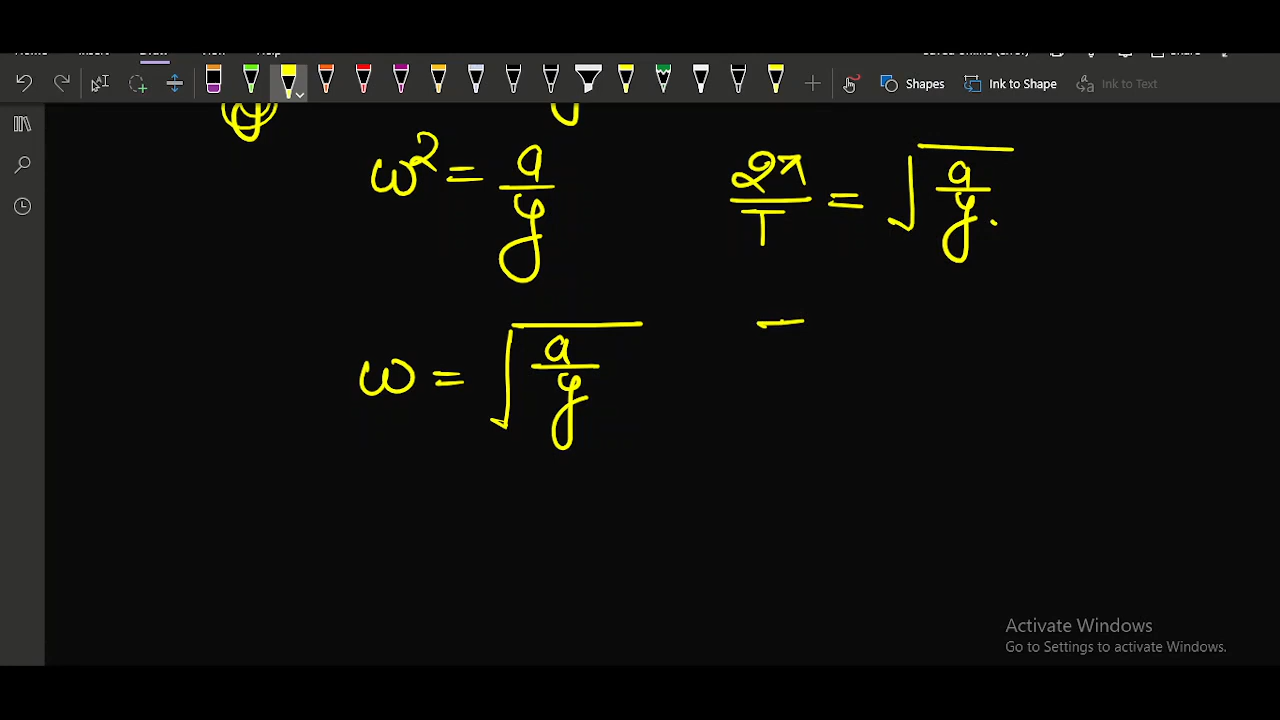 Shapes Ink to Shape Ink to Text
ω² = a/y
2π/T = √(a/y).
ω = √(a/y)
Activate Windows
Go to Settings to activate Windows.